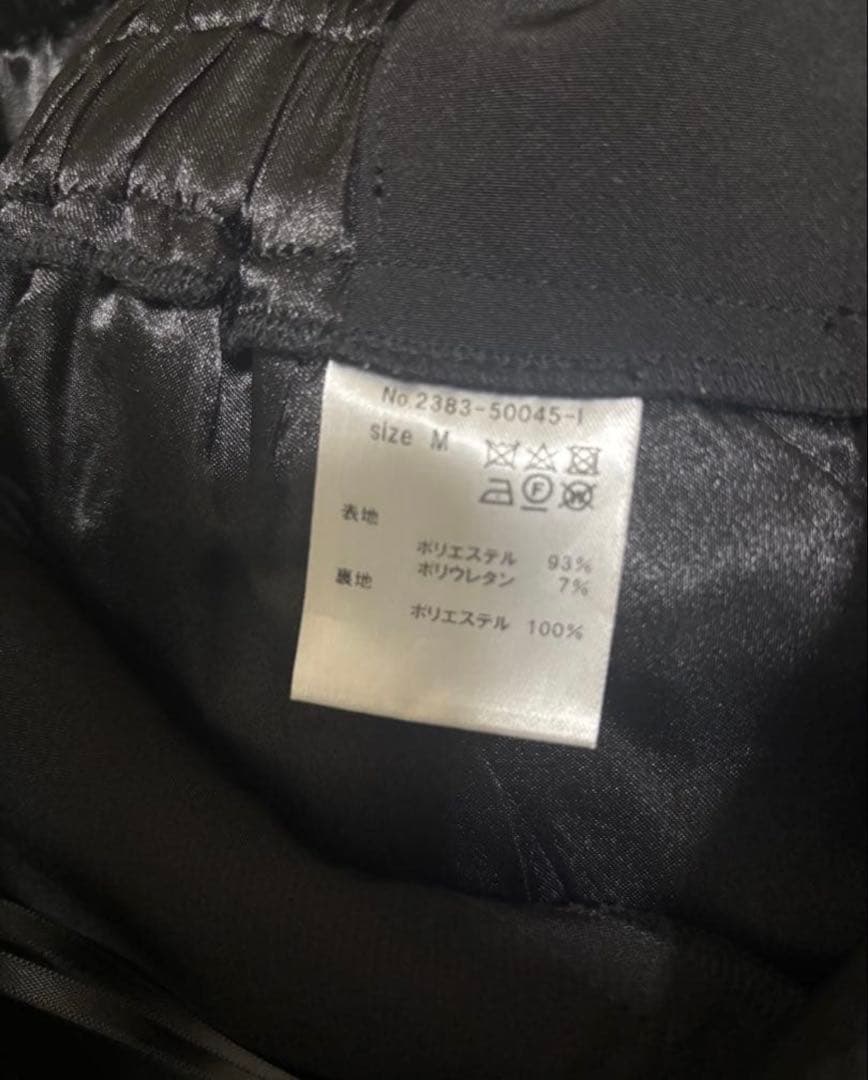 No.2383-50045-1
size M
F
W
表地
ポリエステル 93%
ポリウレタン 7%
裏地
ポリエステル 100%